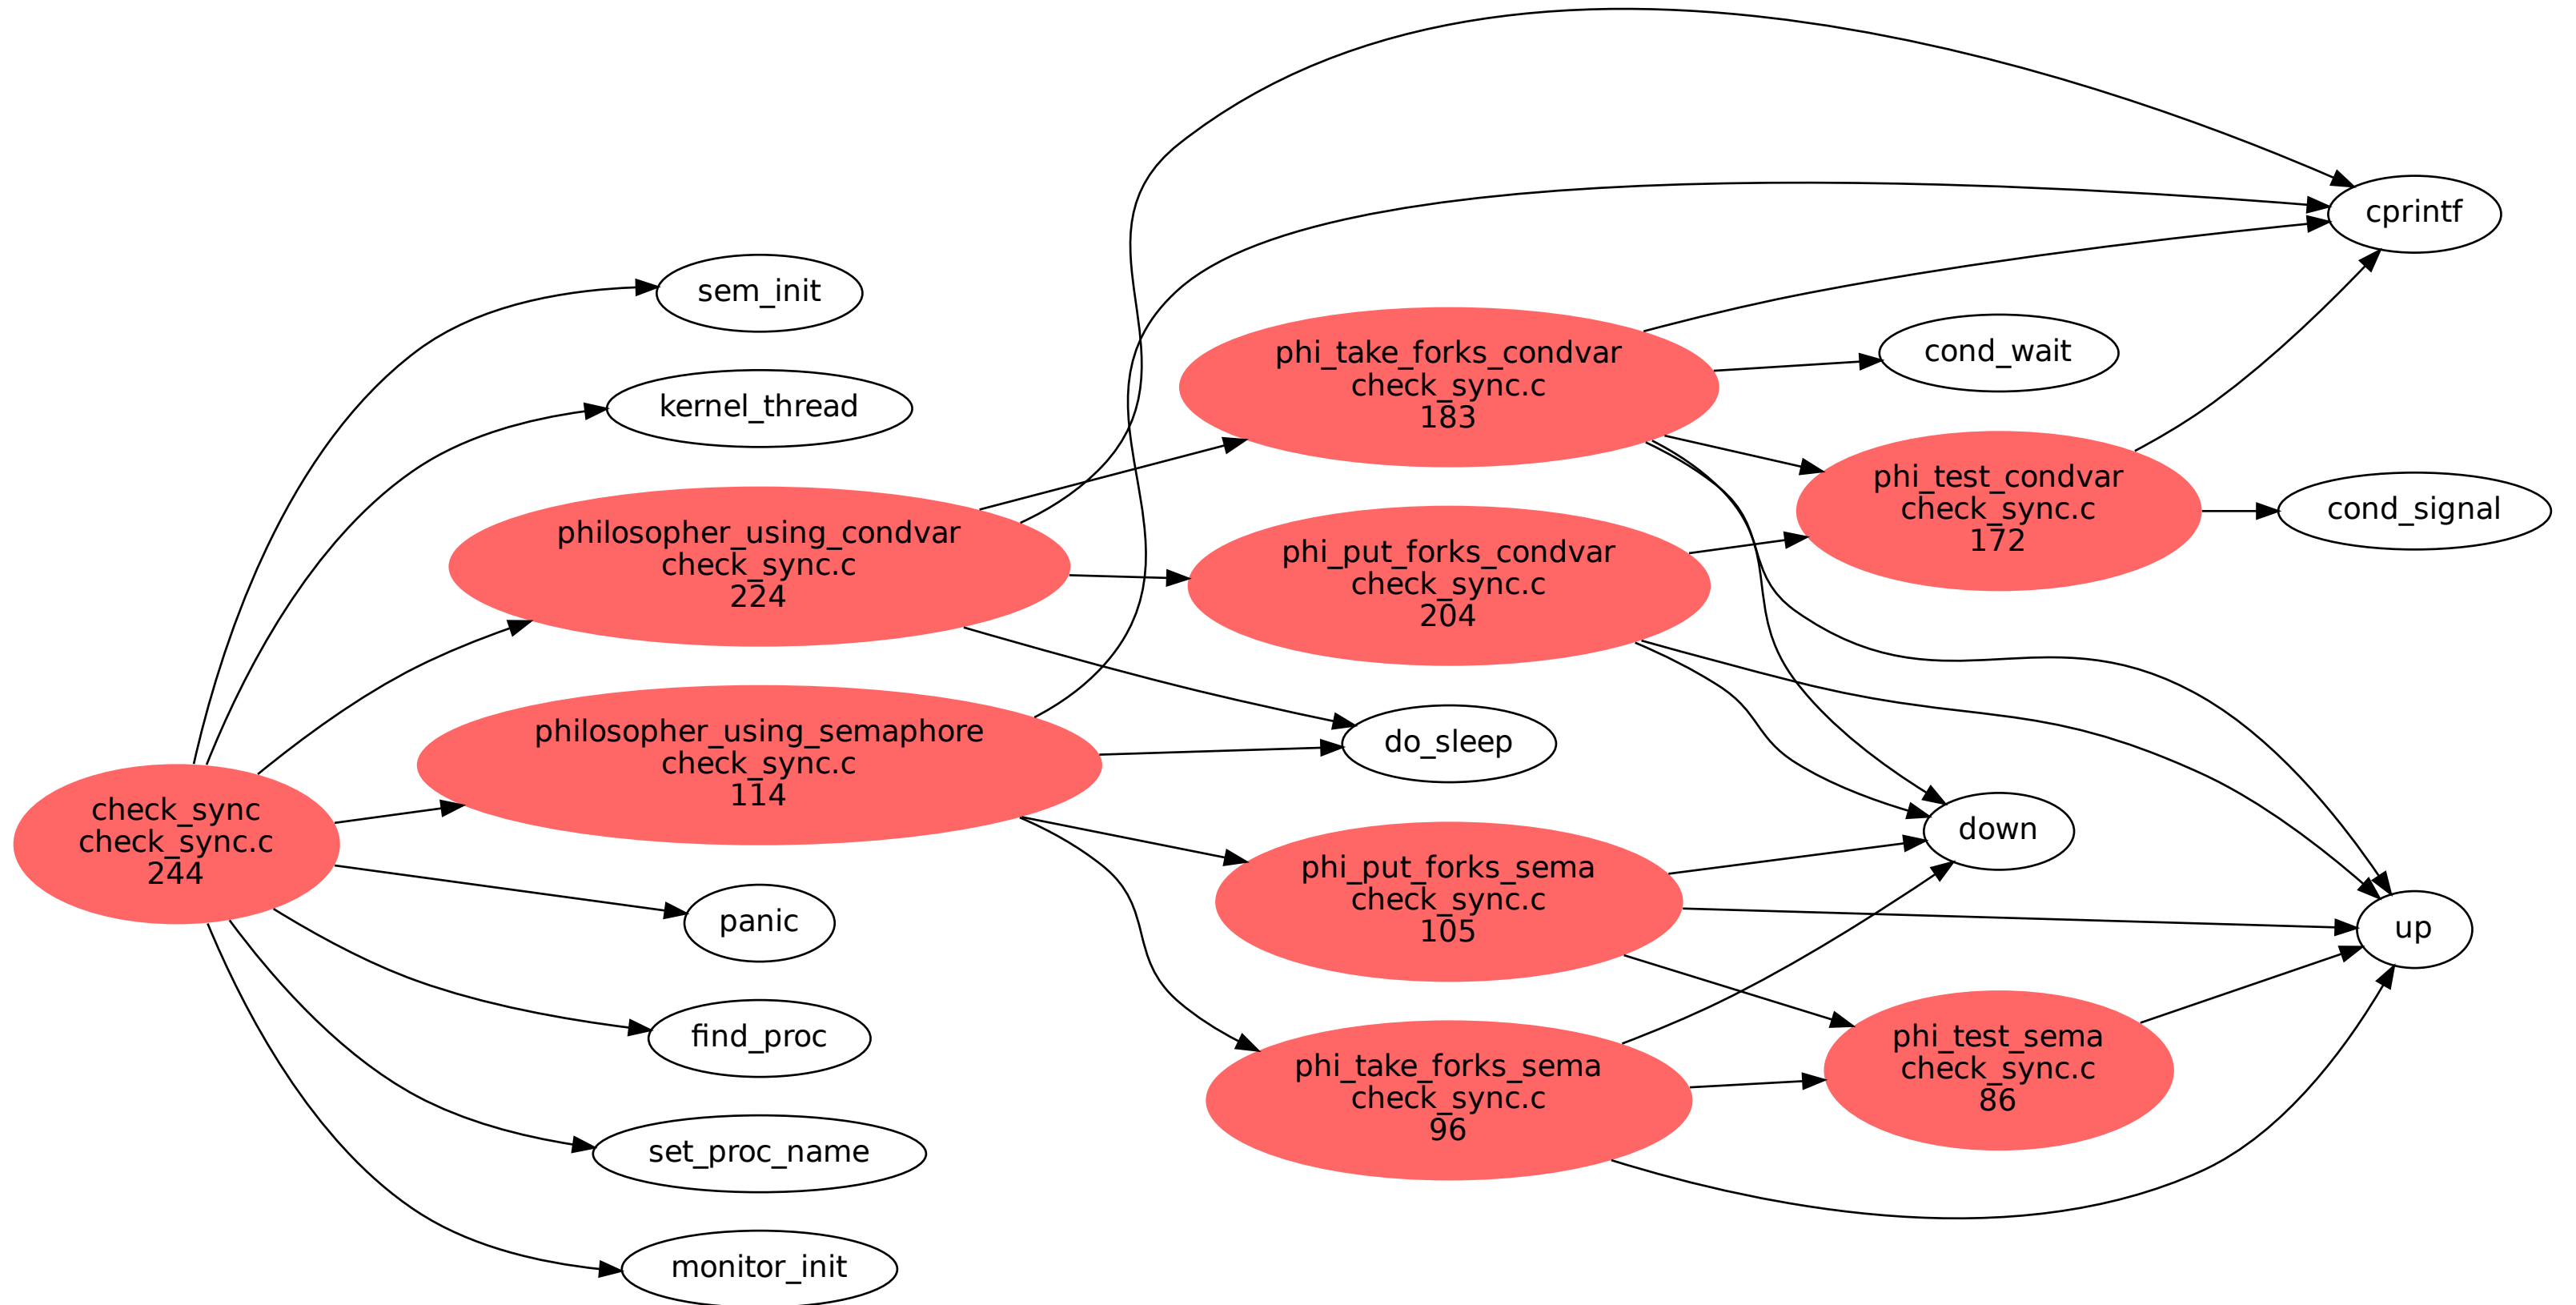 cprintf
sem_init
phi_take_forks_condvar
check_sync.c
183
cond_wait
kernel_thread
phi_test_condvar
check_sync.c
172
cond_signal
philosopher_using_condvar
check_sync.c
224
phi_put_forks_condvar
check_sync.c
204
philosopher_using_semaphore
check_sync.c
114
do_sleep
check_sync
check_sync.c
244
down
phi_put_forks_sema
check_sync.c
105
panic
up
find_proc
phi_take_forks_sema
check_sync.c
96
phi_test_sema
check_sync.c
86
set_proc_name
monitor_init